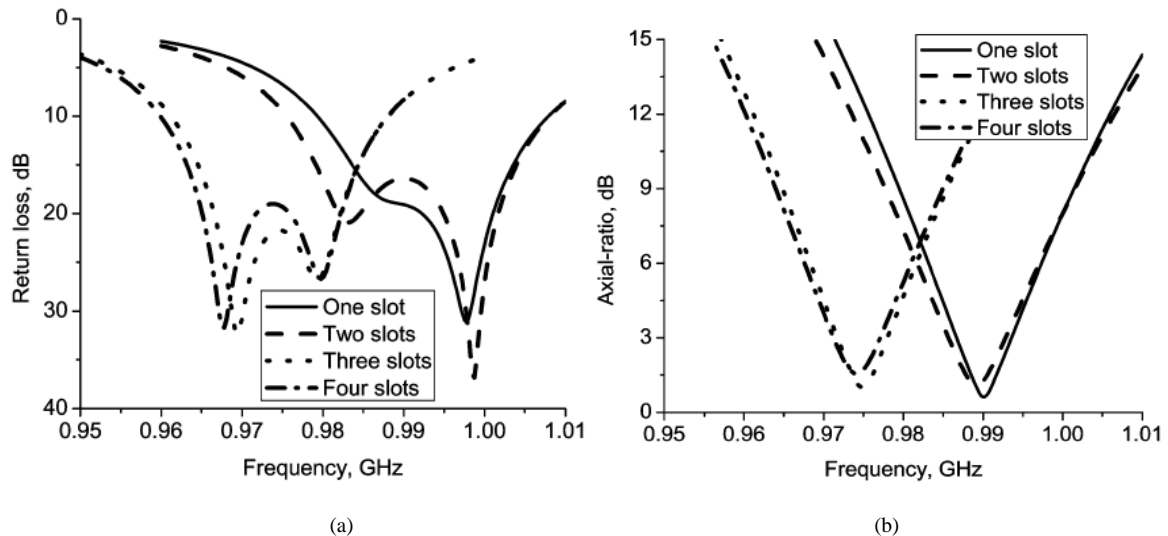 0
10
20
30
40
Return loss, dB
One slot
Two slots
Three slots
Four slots
0.95 0.96 0.97 0.98 0.99 1.00 1.01
Frequency, GHz
(a)
15
12
9
6
3
0
Axial-ratio, dB
One slot
Two slots
Three slots
Four slots
0.95 0.96 0.97 0.98 0.99 1.00 1.01
Frequency, GHz
(b)